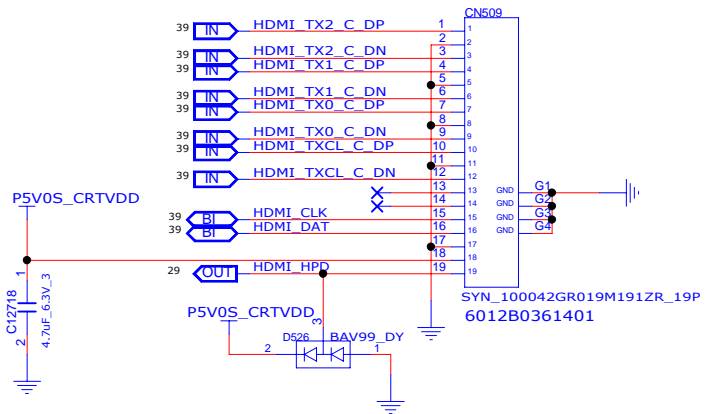 CN509
39 IN HDMI_TX2_C_DP 1 1
2 2
39 IN HDMI_TX2_C_DN 3 3
39 IN HDMI_TX1_C_DP 4 4
5 5
39 IN HDMI_TX1_C_DN 6 6
39 IN HDMI_TX0_C_DP 7 7
8 8
39 IN HDMI_TX0_C_DN 9 9
39 IN HDMI_TXCL_C_DP 10 10
11 11
39 IN HDMI_TXCL_C_DN 12 12
13 13 GND G1
P5V0S_CRTVDD
14 14 GND G2
39 BI HDMI_CLK 15 15 GND G3
39 BI HDMI_DAT 16 16 GND G4
17 17
18 18
29 OUT HDMI_HPD 19 19
1
C12718
4.7uF_6.3V_3
2
SYN_100042GR019M191ZR_19P
6012B0361401
P5V0S_CRTVDD
3
D526 BAV99_DY
2 1